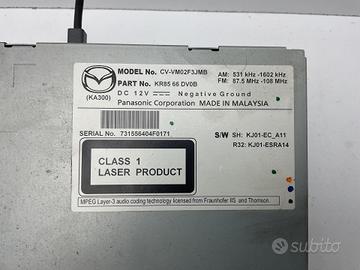 MODEL No. CV-VM02F3JMB
AM: 531 kHz -1602 kHz
PART No. KR85 66 DV0B
FM: 87.5 MHz -108 MHz
(KA300)
DC 12V Negative Ground
Panasonic Corporation MADE IN MALAYSIA
SERIAL No. 731556404F0171
S/W SH: KJ01-EC_A11
R32: KJ01-ESRA14
CLASS 1
LASER PRODUCT
MPEG Layer-3 audio coding technology licensed from Fraunhofer IIS and Thomson.
subito